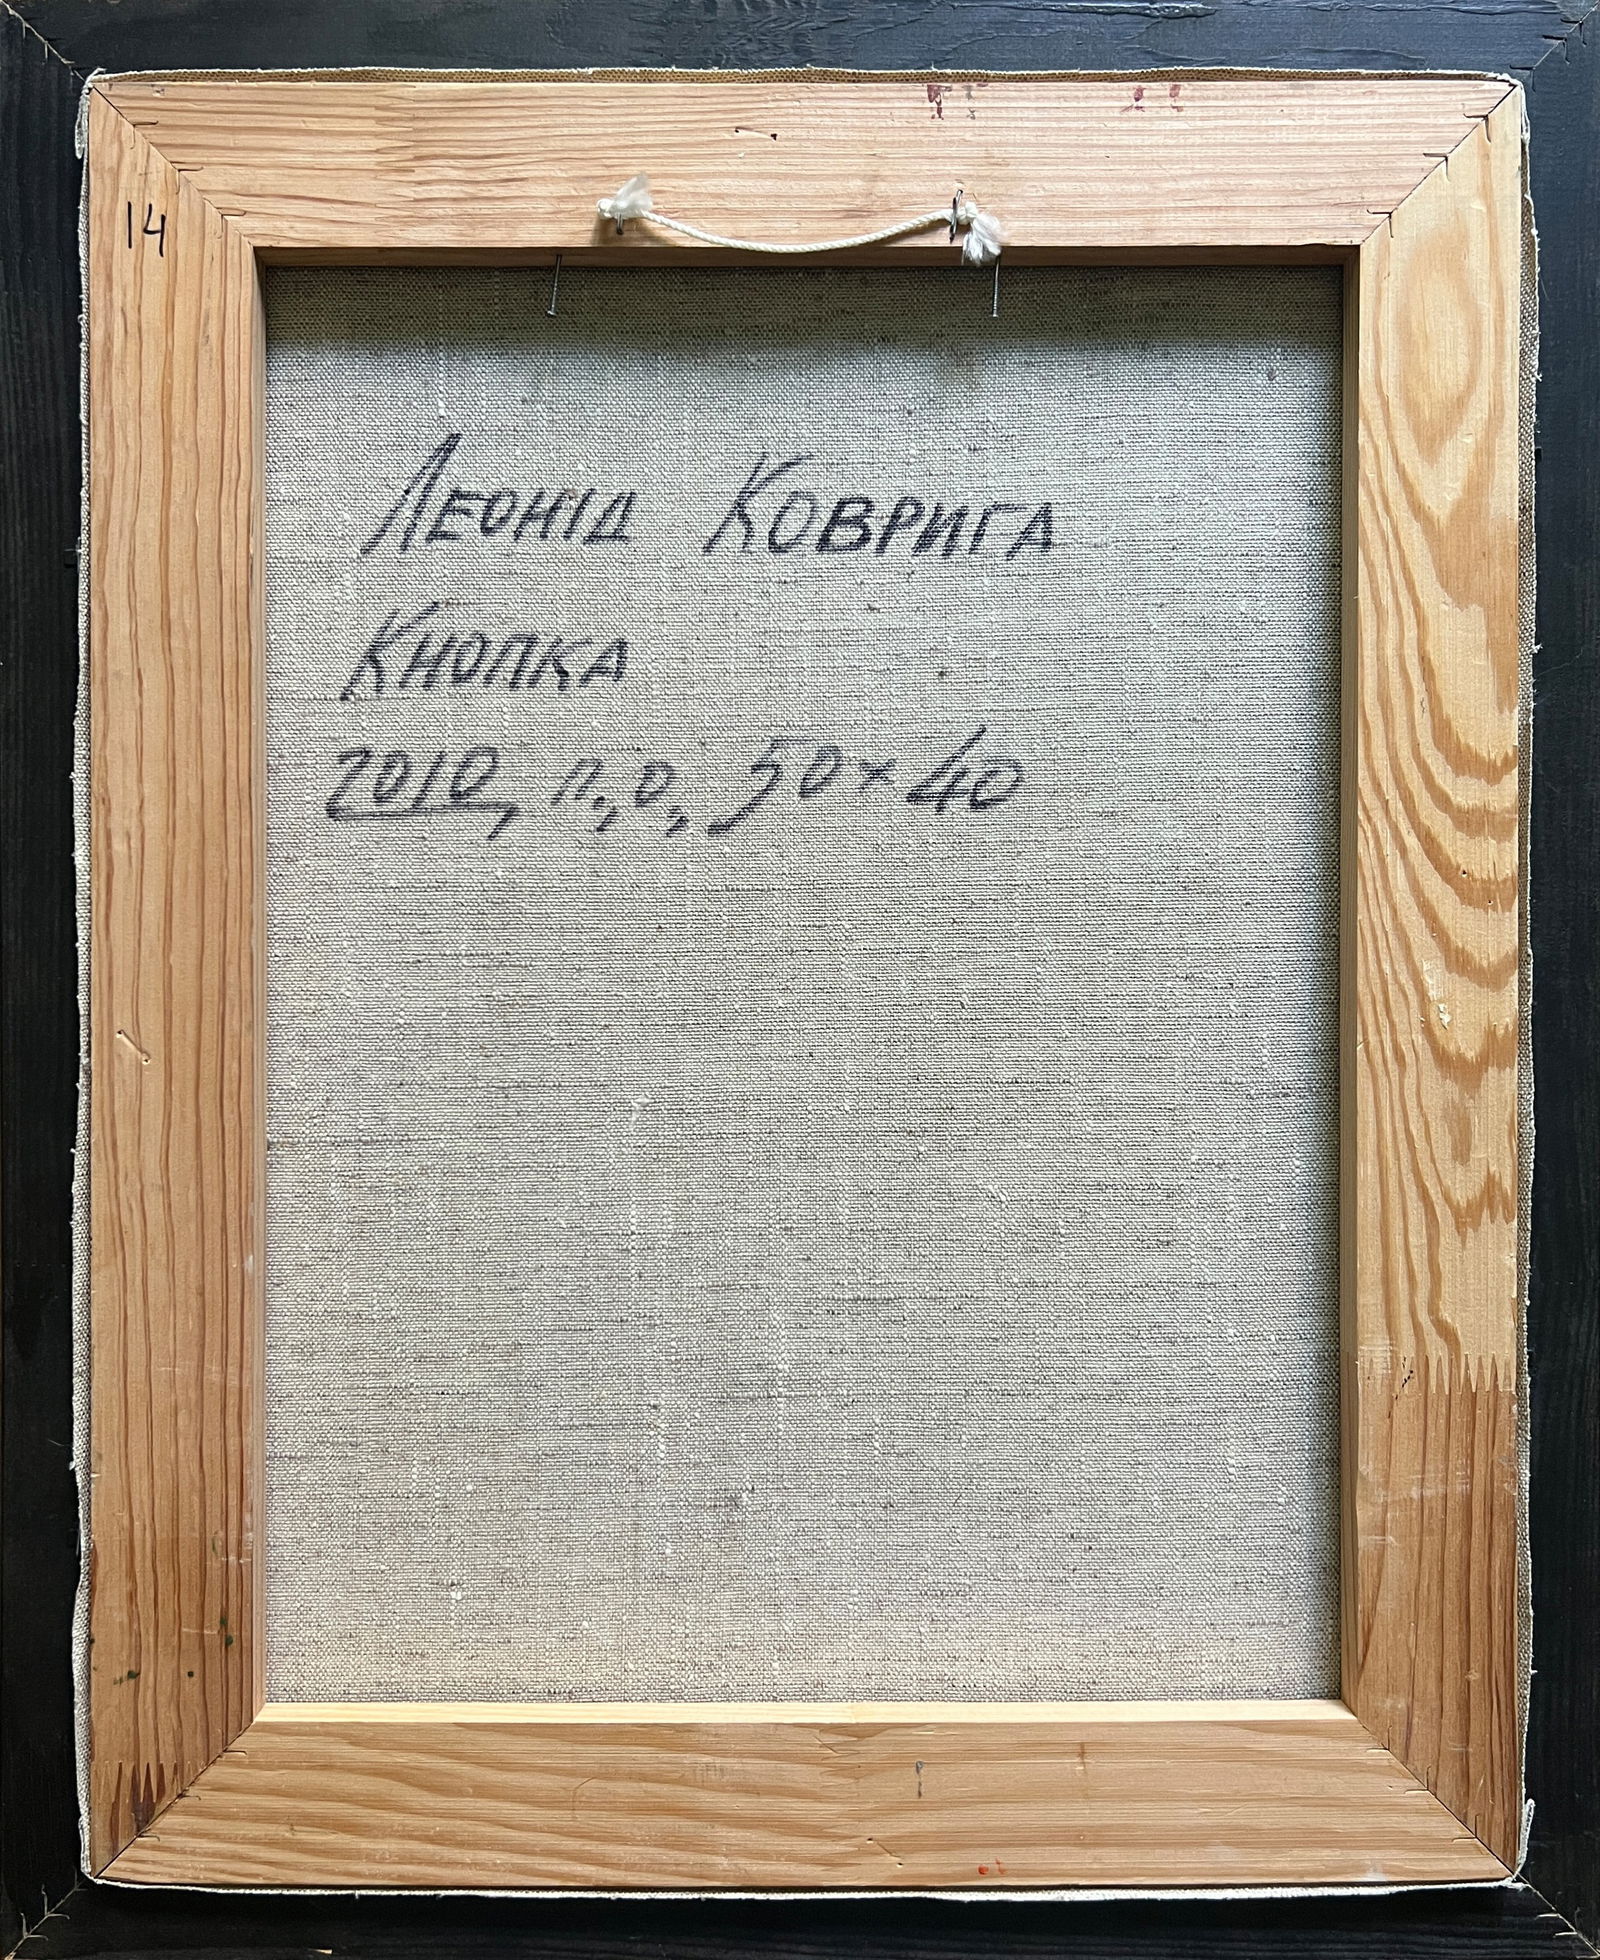 14
Леонід Коврига
Кнопка
2010, п., о, 50×40